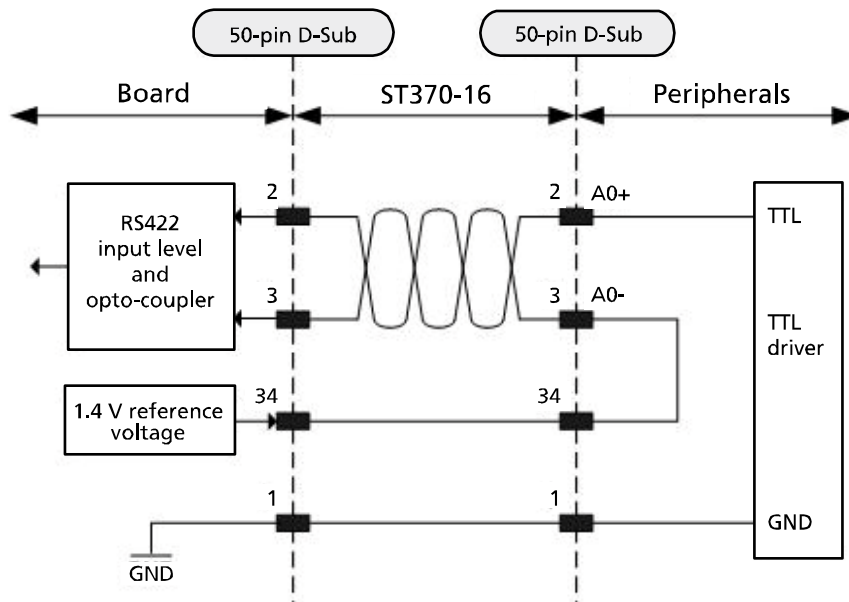 50-pin D-Sub
50-pin D-Sub
Board
ST370-16
Peripherals
2
2
A0+
RS422
input level
and
opto-coupler
TTL
3
3
A0-
TTL
driver
34
34
1.4 V reference
voltage
1
1
GND
GND